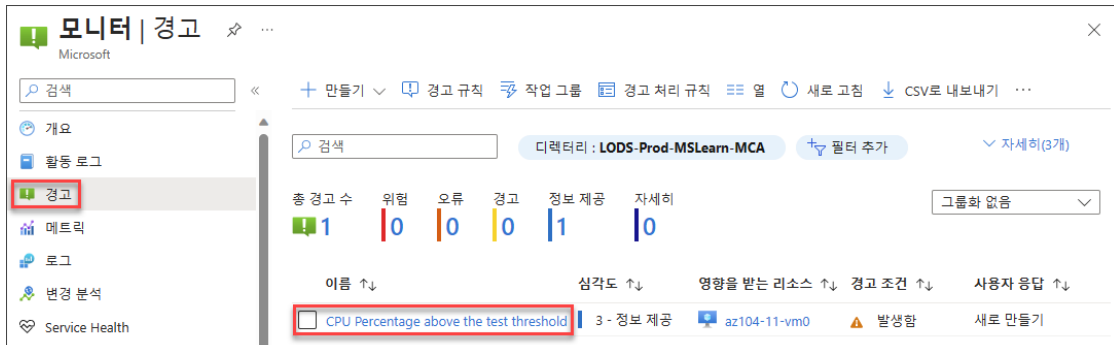 모니터 | 경고
Microsoft
검색
만들기 경고 규칙 작업 그룹 경고 처리 규칙 열 새로 고침 CSV로 내보내기
개요
검색 디렉터리 : LODS-Prod-MSLearn-MCA 필터 추가 자세히(3개)
활동 로그
경고
총 경고 수 위험 오류 경고 정보 제공 자세히
그룹화 없음
1 0 0 0 1 0
메트릭
로그
변경 분석
이름 심각도 영향을 받는 리소스 경고 조건 사용자 응답
Service Health
CPU Percentage above the test threshold 3 - 정보 제공 az104-11-vm0 발생함 새로 만들기